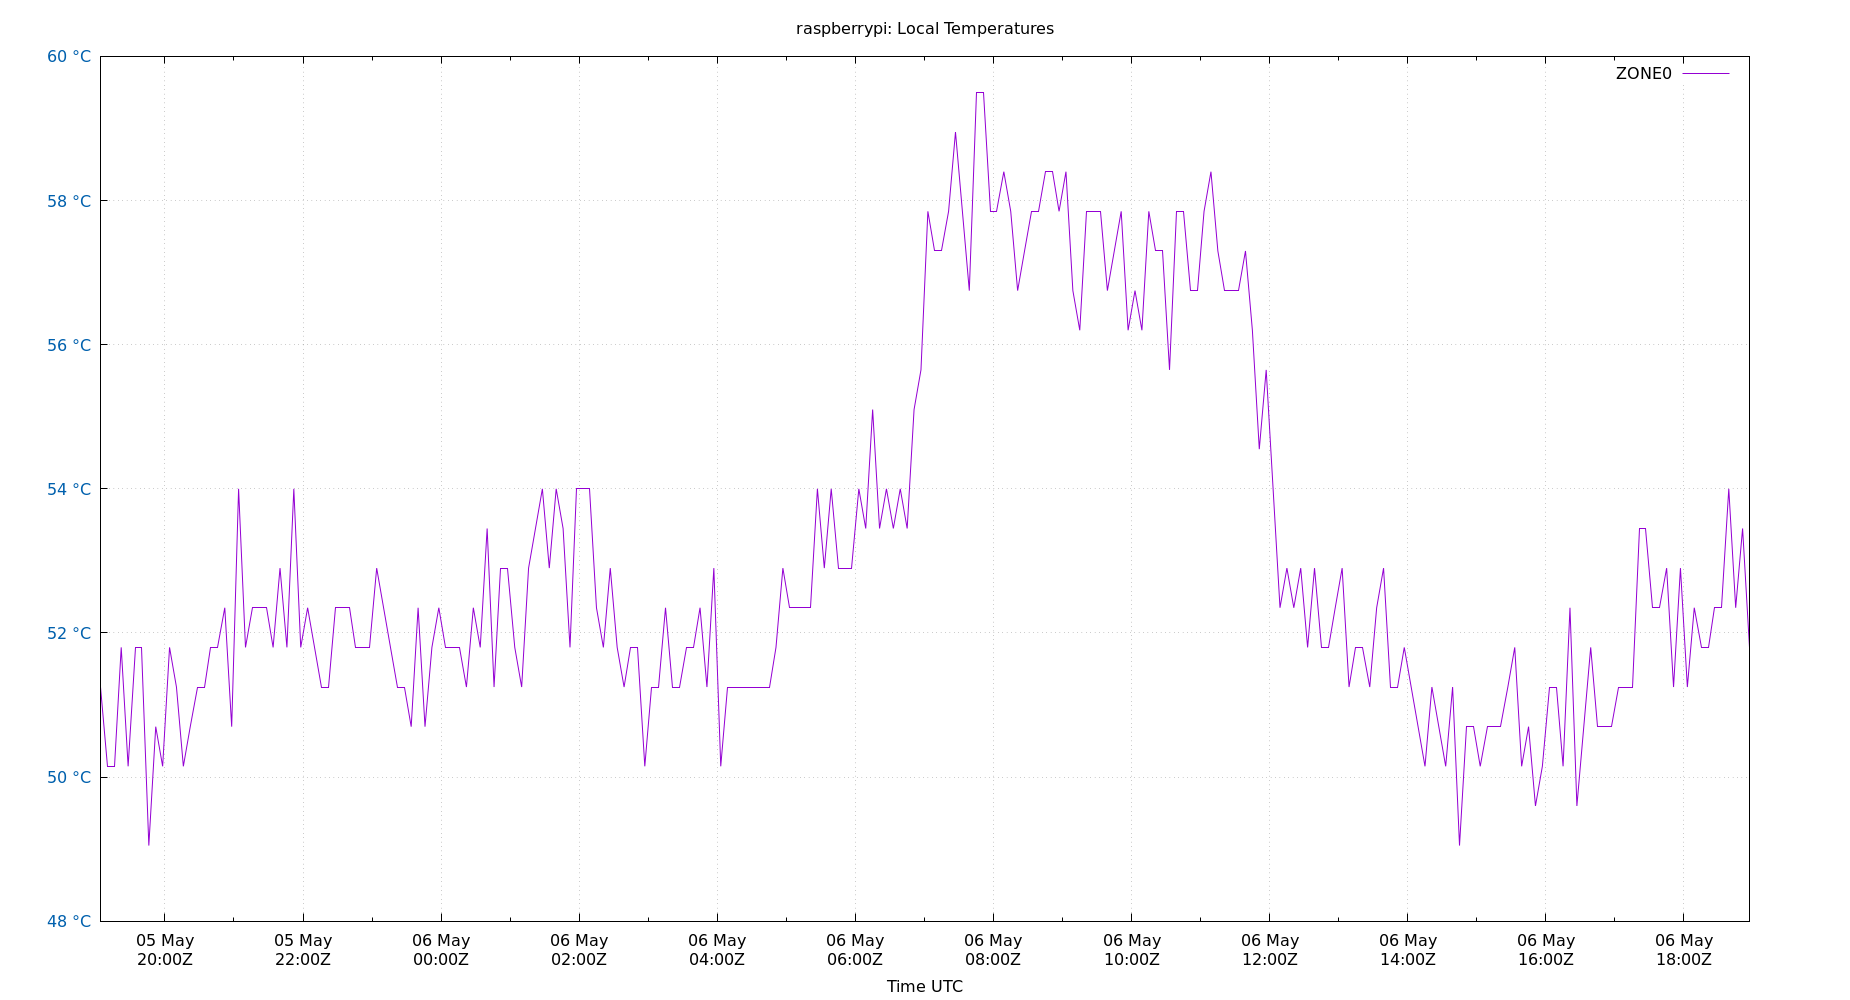 raspberrypi: Local Temperatures
60 °C
ZONE0
58 °C
56 °C
54 °C
52 °C
50 °C
48 °C
05 May 05 May 06 May 06 May 06 May 06 May 06 May 06 May 06 May 06 May 06 May 06 May
20:00Z 22:00Z 00:00Z 02:00Z 04:00Z 06:00Z 08:00Z 10:00Z 12:00Z 14:00Z 16:00Z 18:00Z
Time UTC